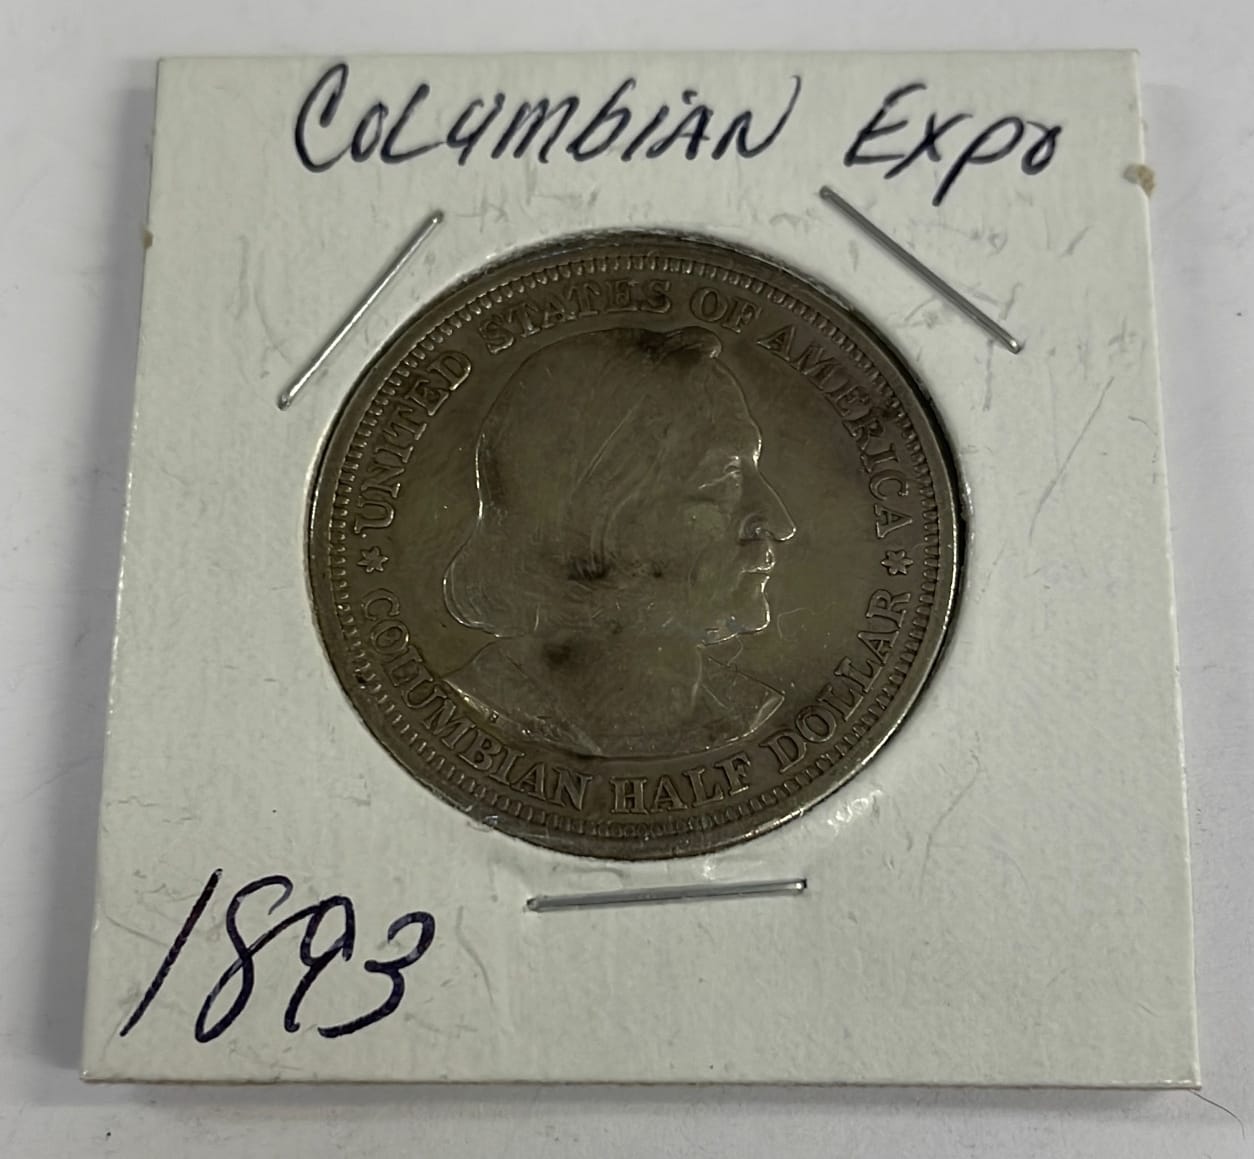 Columbian Expo
UNITED STATES OF AMERICA
COLUMBIAN HALF DOLLAR
1893